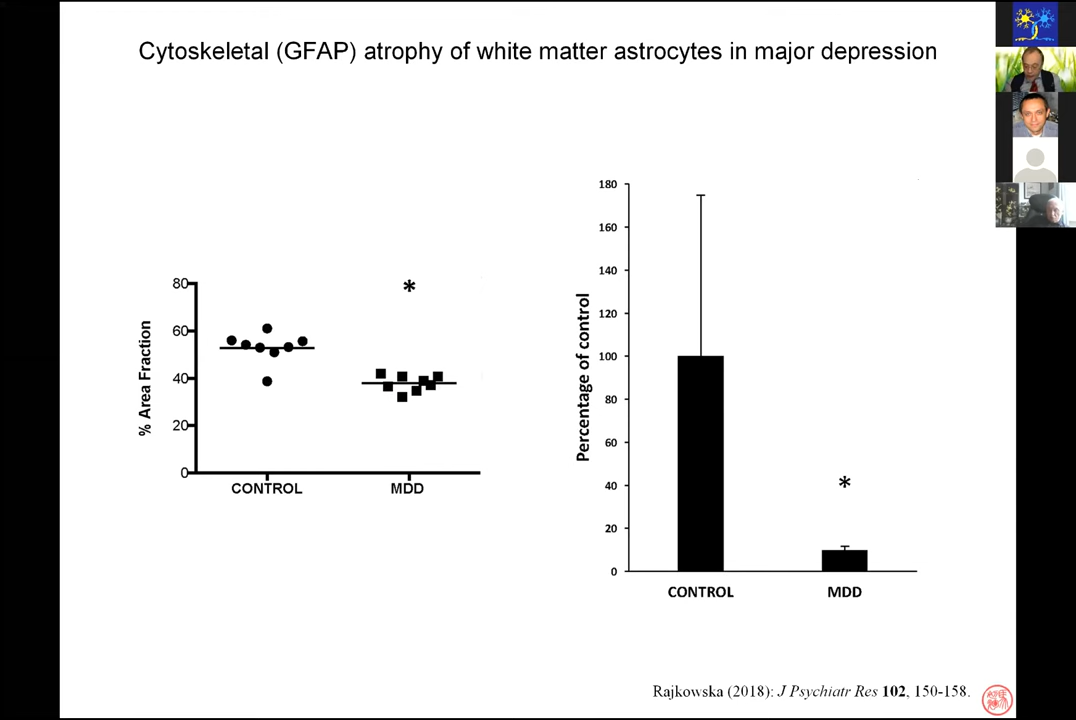 Cytoskeletal (GFAP) atrophy of white matter astrocytes in major depression
% Area Fraction
80
60
40
20
0
*
CONTROL MDD
Percentage of control
180
160
140
120
100
80
60
40
20
0
*
CONTROL MDD
Rajkowska (2018): J Psychiatr Res 102, 150-158.